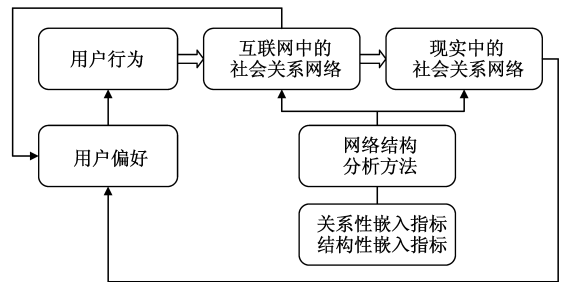 用户行为
互联网中的
社会关系网络
现实中的
社会关系网络
用户偏好
网络结构
分析方法
关系性嵌入指标
结构性嵌入指标